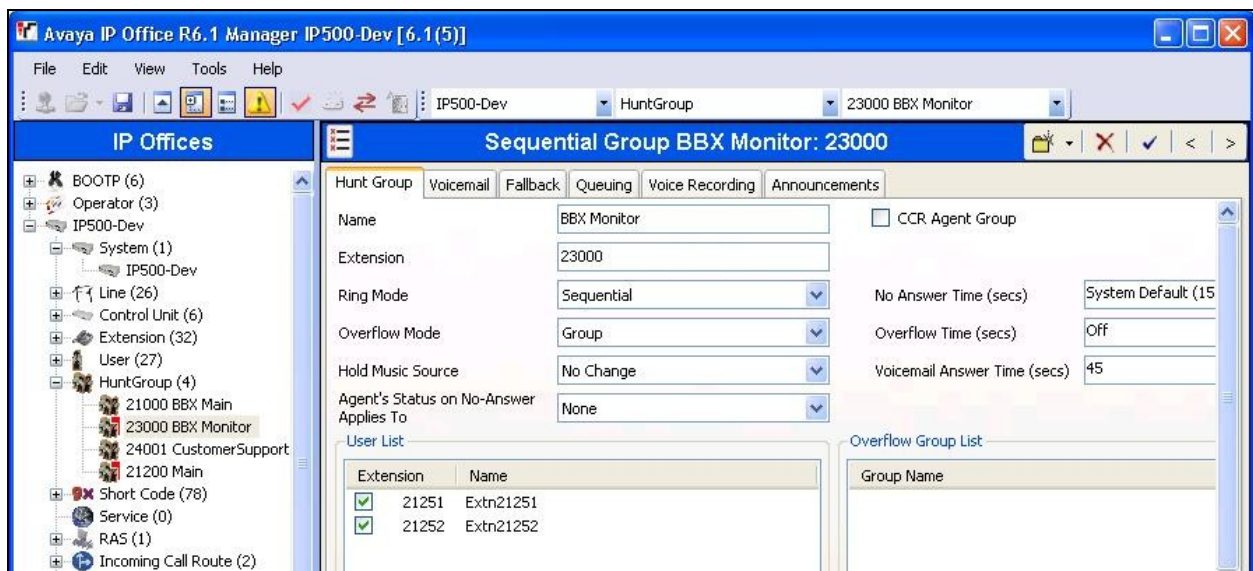 Avaya IP Office R6.1 Manager IP500-Dev [6.1(5)]
File Edit View Tools Help
IP500-Dev HuntGroup 23000 BBX Monitor
IP Offices
BOOTP (6)
Operator (3)
IP500-Dev
System (1)
IP500-Dev
Line (26)
Control Unit (6)
Extension (32)
User (27)
HuntGroup (4)
21000 BBX Main
23000 BBX Monitor
24001 CustomerSupport
21200 Main
Short Code (78)
Service (0)
RAS (1)
Incoming Call Route (2)
Sequential Group BBX Monitor: 23000
< >
Hunt Group Voicemail Fallback Queuing Voice Recording Announcements
Name BBX Monitor CCR Agent Group
Extension 23000
Ring Mode Sequential No Answer Time (secs) System Default (15
Overflow Mode Group Overflow Time (secs) Off
Hold Music Source No Change Voicemail Answer Time (secs) 45
Agent's Status on No-Answer
Applies To None
User List Overflow Group List
Extension Name Group Name
21251 Extn21251
21252 Extn21252